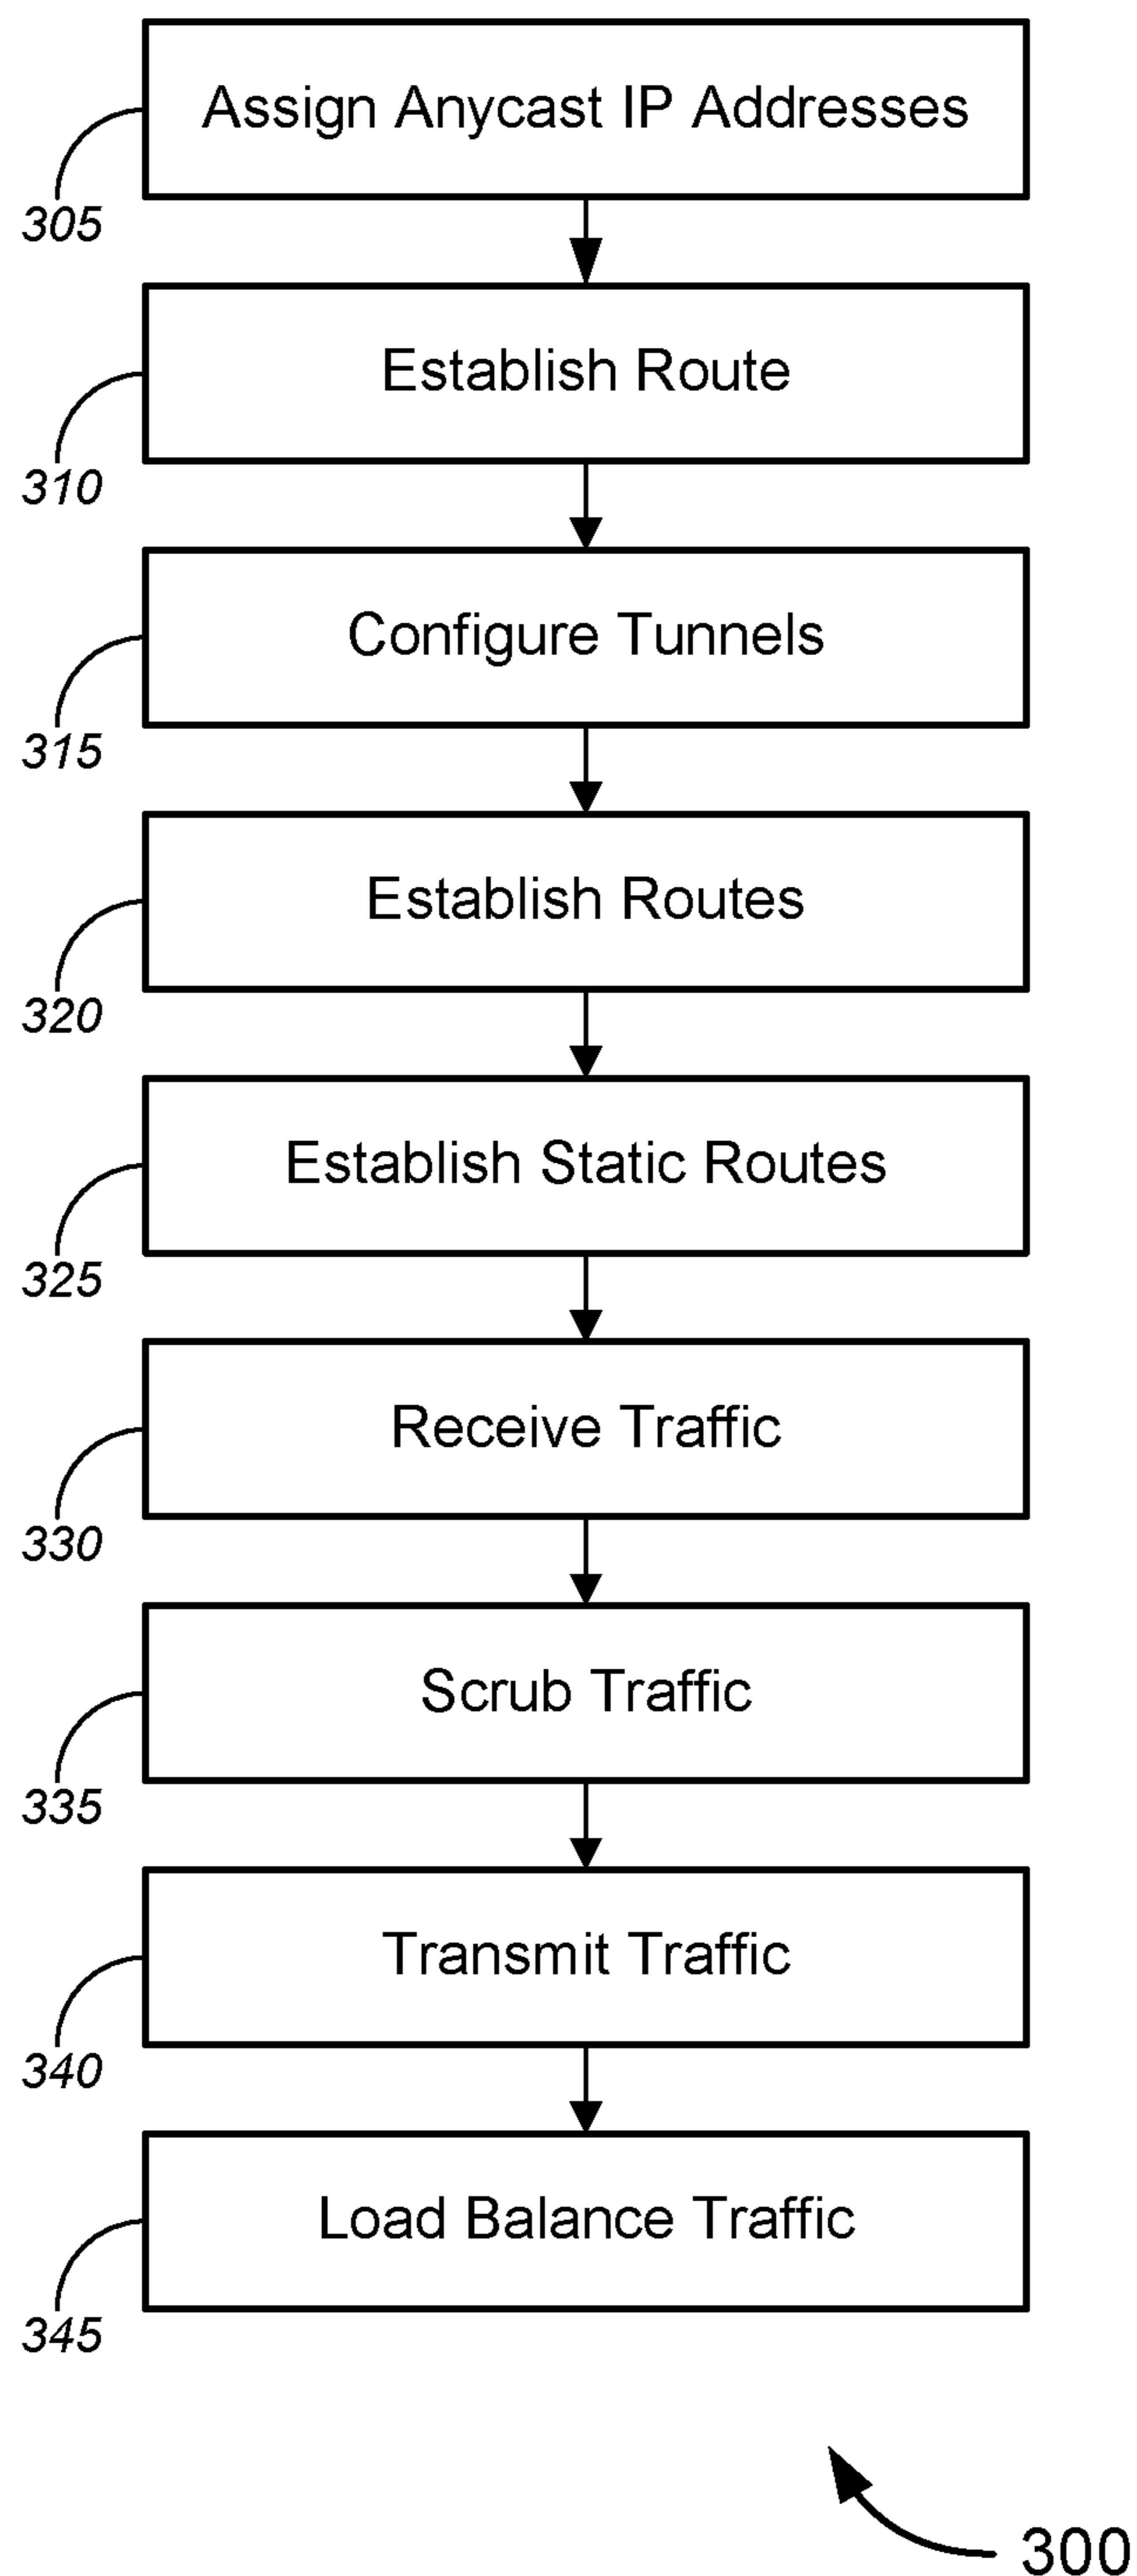 Assign Anycast IP Addresses
305
Establish Route
310
Configure Tunnels
315
Establish Routes
320
Establish Static Routes
325
Receive Traffic
330
Scrub Traffic
335
Transmit Traffic
340
Load Balance Traffic
345
300